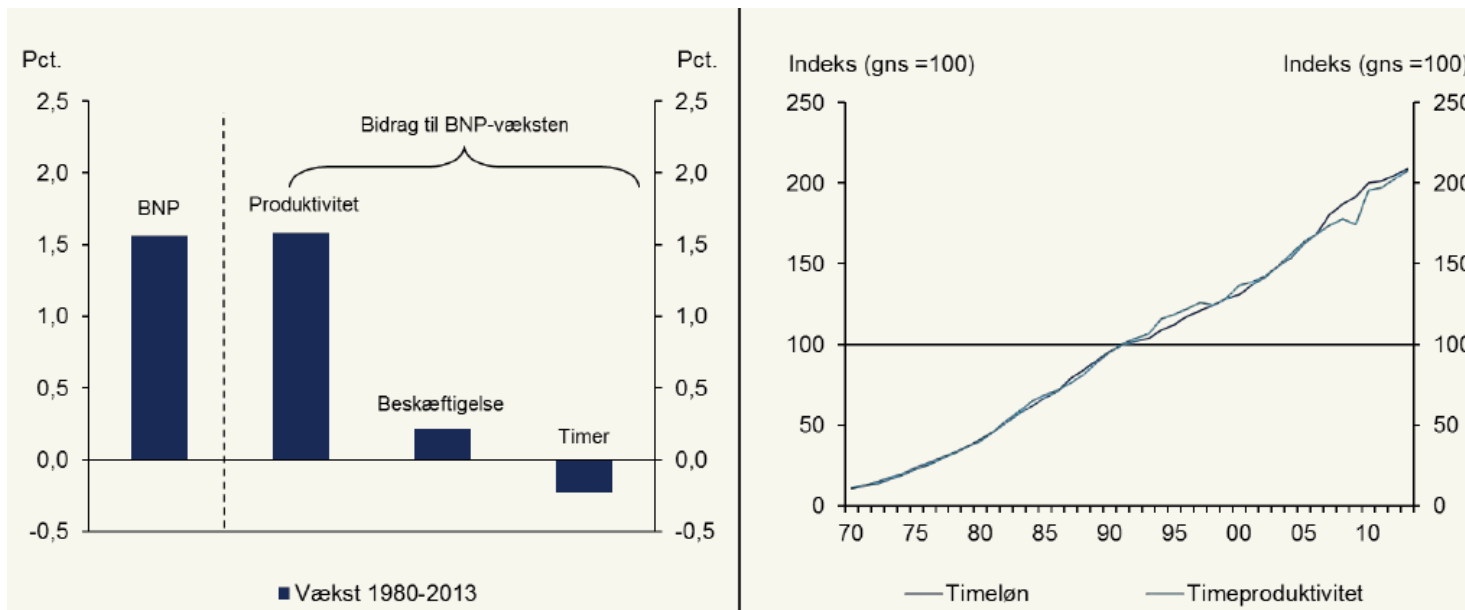 Pct.
Pct.
2,5
2,5
Bidrag til BNP-væksten
2,0
2,0
BNP
Produktivitet
1,5
1,5
1,0
1,0
0,5
0,5
Beskæftigelse
Timer
0,0
0,0
-0,5
-0,5
Vækst 1980-2013
Indeks (gns =100)
Indeks (gns =100)
250
250
200
200
150
150
100
100
50
50
0
0
70 75 80 85 90 95 00 05 10
Timeløn
Timeproduktivitet